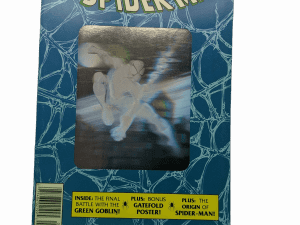 SPIDER-M
INSIDE: THE FINAL
BATTLE WITH THE
GREEN GOBLIN!
PLUS: BONUS
GATEFOLD
POSTER!
PLUS: THE
ORIGIN OF
SPIDER-MAN!